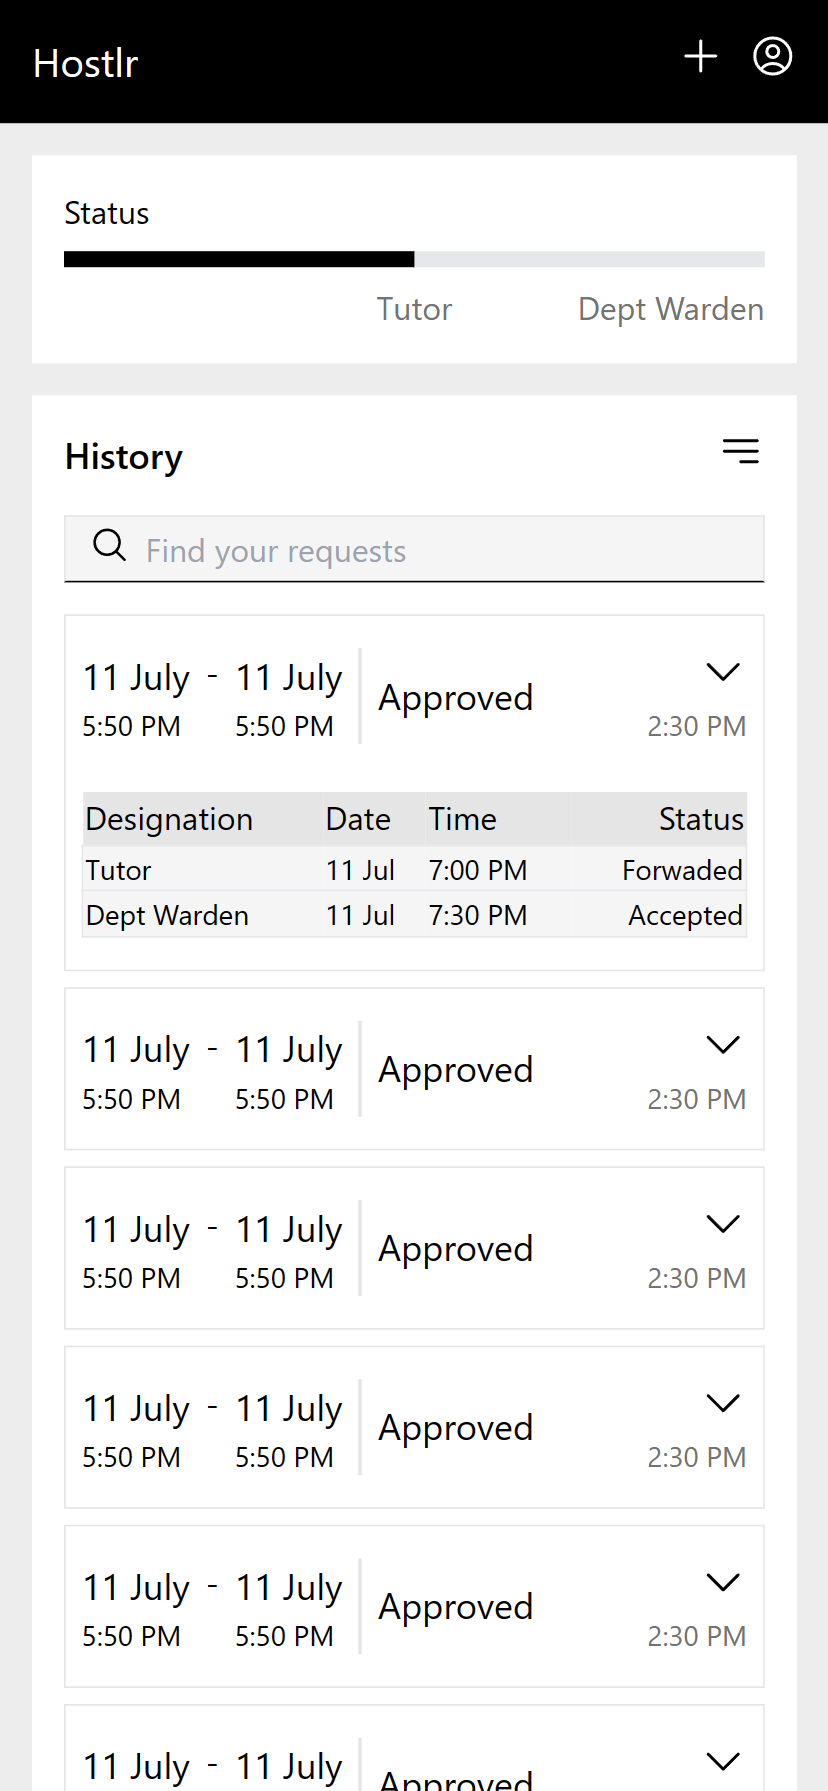 Hostlr
Status
Tutor Dept Warden
History
Find your requests
11 July - 11 July
5:50 PM 5:50 PM
Approved
2:30 PM
Designation Date Time Status
Tutor 11 Jul 7:00 PM Forwaded
Dept Warden 11 Jul 7:30 PM Accepted
11 July - 11 July
5:50 PM 5:50 PM
Approved
2:30 PM
11 July - 11 July
5:50 PM 5:50 PM
Approved
2:30 PM
11 July - 11 July
5:50 PM 5:50 PM
Approved
2:30 PM
11 July - 11 July
5:50 PM 5:50 PM
Approved
2:30 PM
11 July - 11 July
Approved